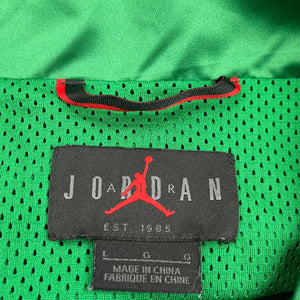 JORDAN
AIR
EST. 1985
L G G
MADE IN CHINA
FABRIQUÉ EN CHINE